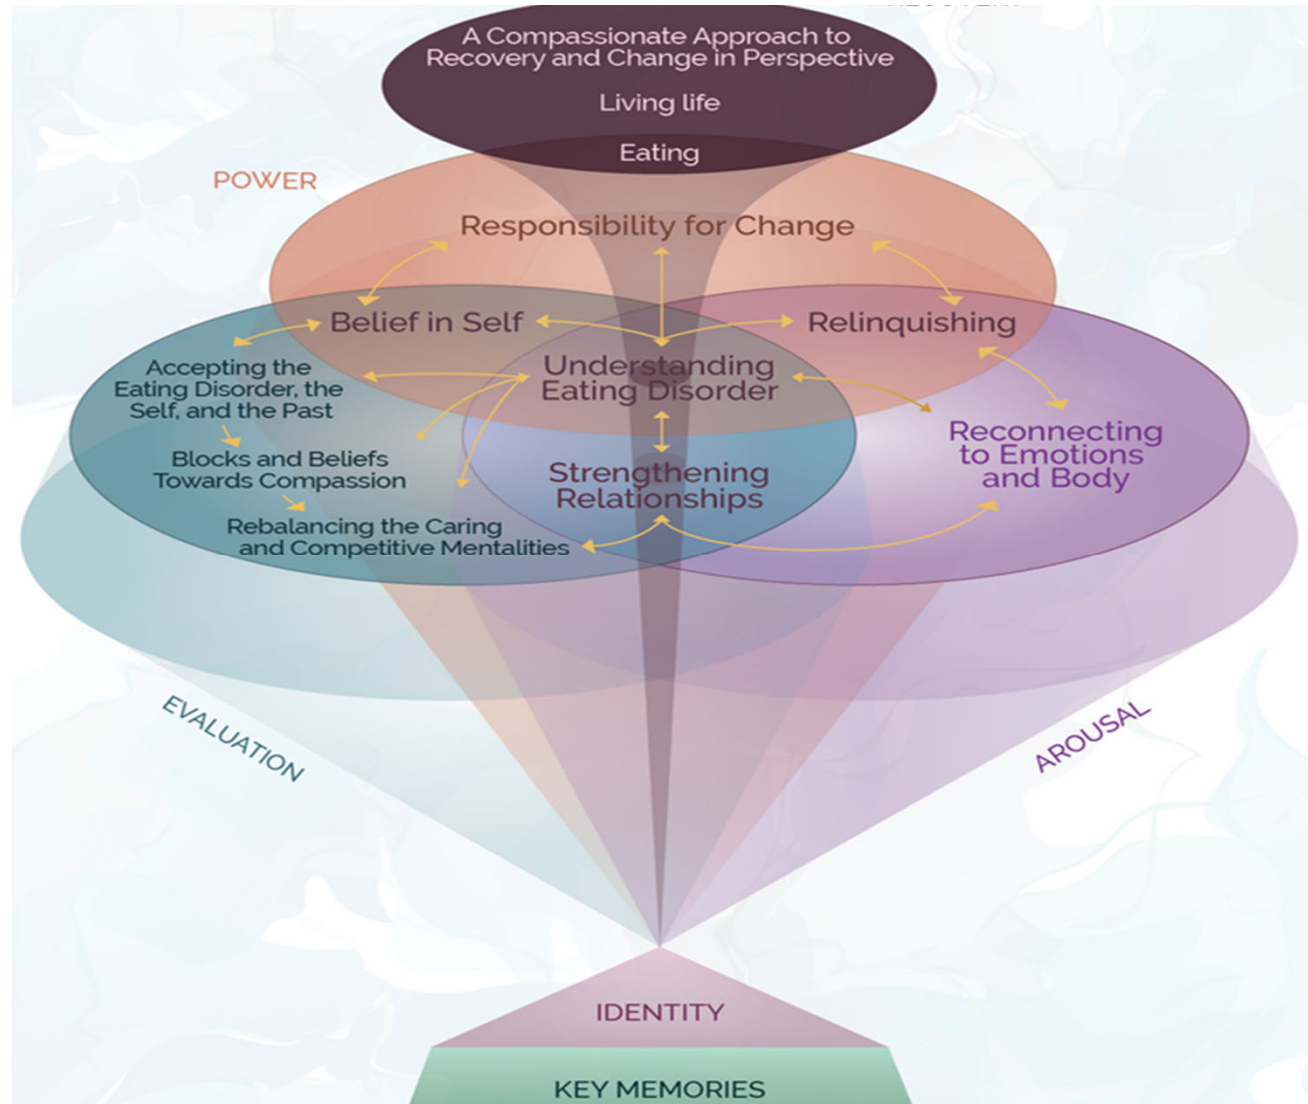 A Compassionate Approach to
Recovery and Change in Perspective
Living life
Eating
POWER
Responsibility for Change
Belief in Self
Relinquishing
Understanding
Eating Disorder
Accepting the
Eating Disorder, the
Self, and the Past
Blocks and Beliefs
Towards Compassion
Rebalancing the Caring
and Competitive Mentalities
Strengthening
Relationships
Reconnecting
to Emotions
and Body
EVALUATION
AROUSAL
IDENTITY
KEY MEMORIES